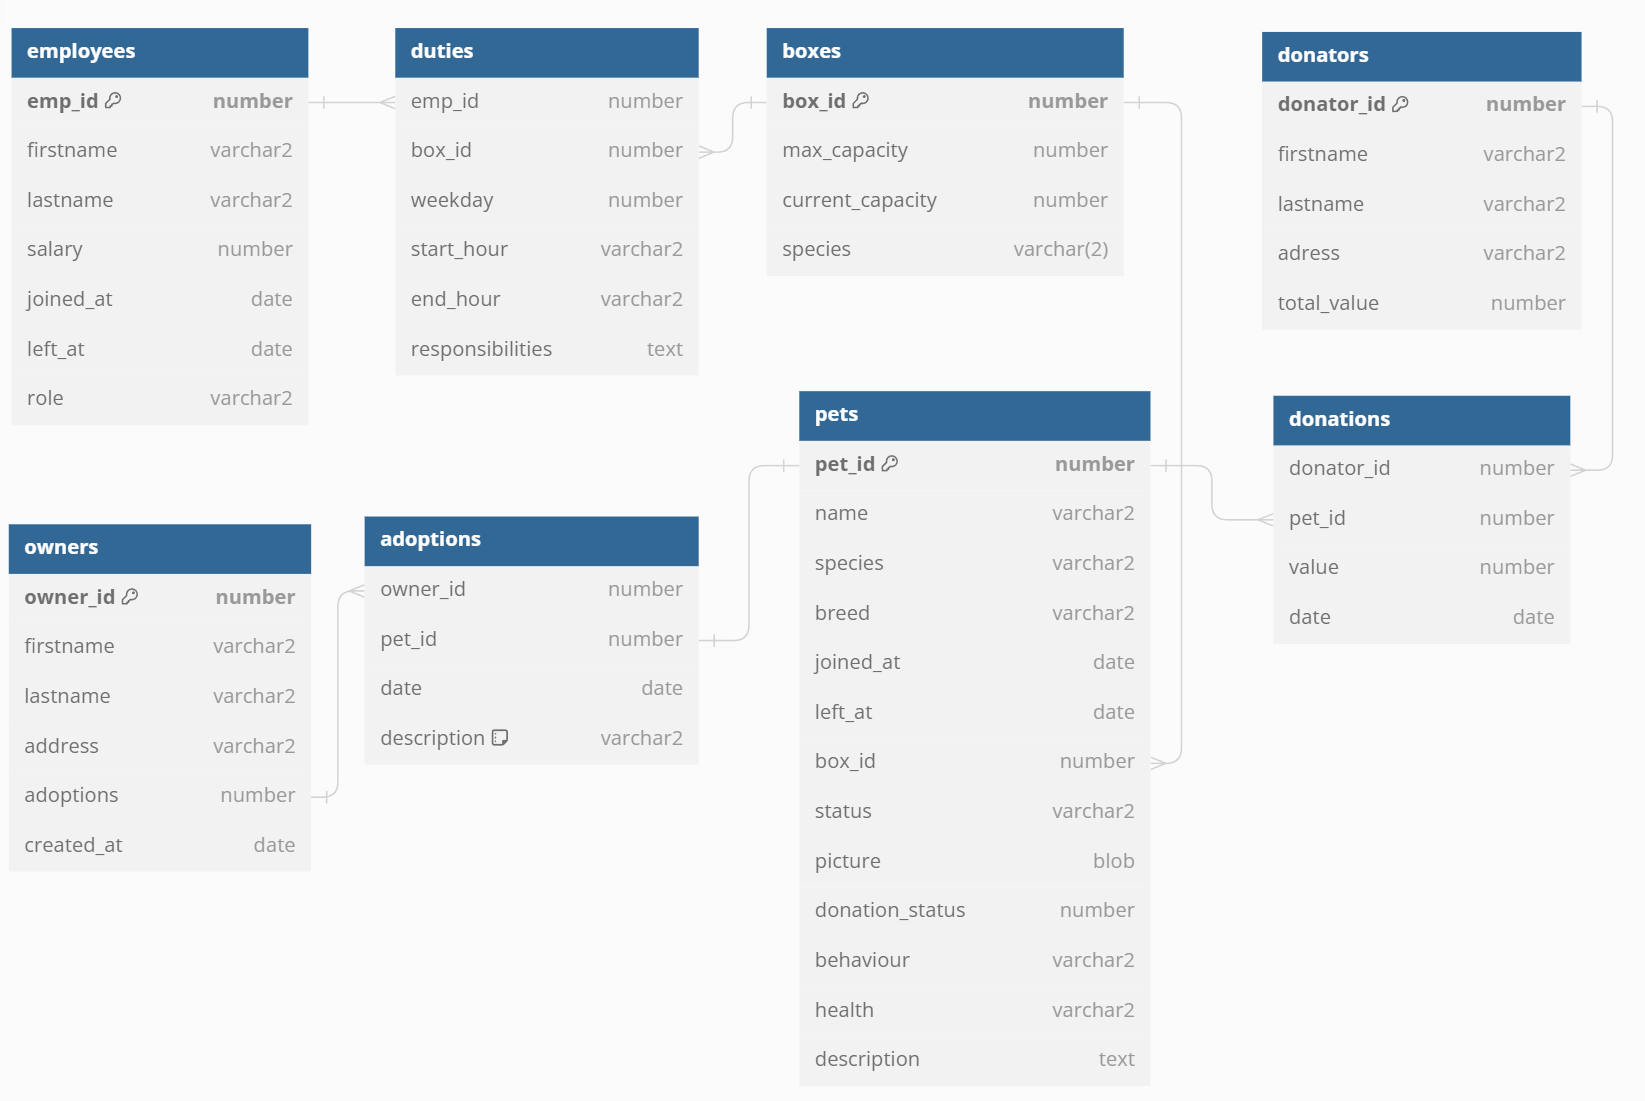 employees
emp_id number
firstname varchar2
lastname varchar2
salary number
joined_at date
left_at date
role varchar2
duties
emp_id number
box_id number
weekday number
start_hour varchar2
end_hour varchar2
responsibilities text
boxes
box_id number
max_capacity number
current_capacity number
species varchar(2)
donators
donator_id number
firstname varchar2
lastname varchar2
adress varchar2
total_value number
owners
owner_id number
firstname varchar2
lastname varchar2
address varchar2
adoptions number
created_at date
adoptions
owner_id number
pet_id number
date date
description varchar2
pets
pet_id number
name varchar2
species varchar2
breed varchar2
joined_at date
left_at date
box_id number
status varchar2
picture blob
donation_status number
behaviour varchar2
health varchar2
description text
donations
donator_id number
pet_id number
value number
date date